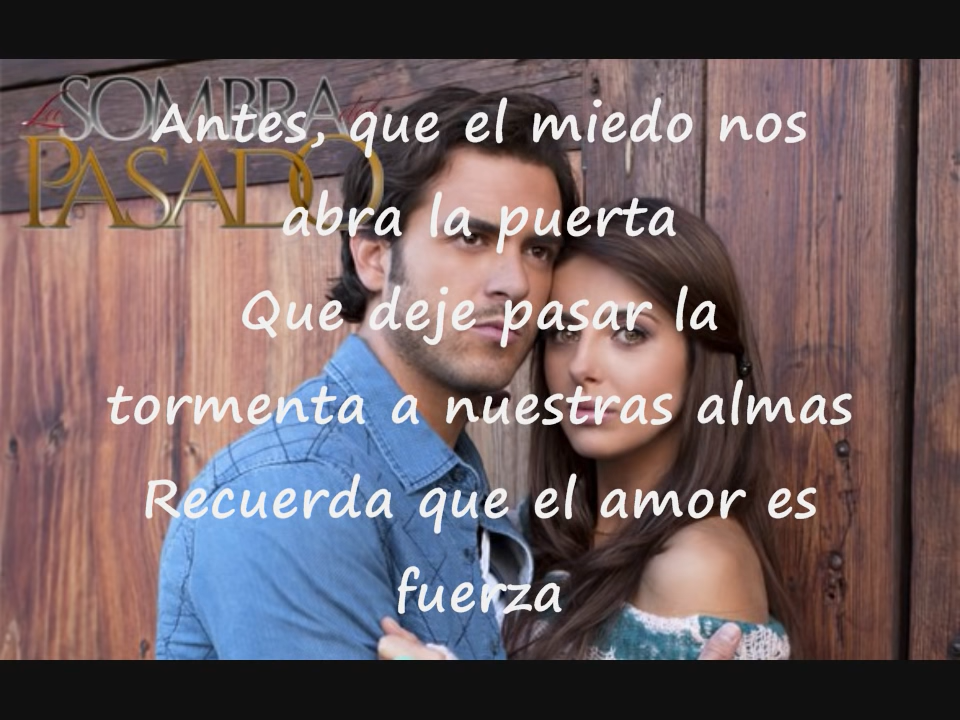 La
SOMBRA
del
PASADO
Antes, que el miedo nos
abra la puerta
Que deje pasar la
tormenta a nuestras almas
Recuerda que el amor es
fuerza